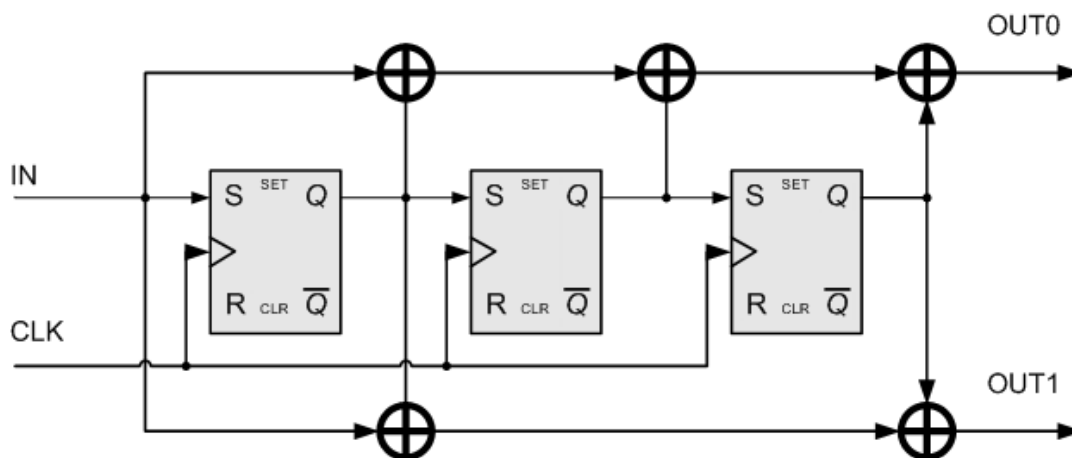 OUT0
IN
S SET Q
R CLR Q̅
S SET Q
R CLR Q̅
S SET Q
R CLR Q̅
CLK
OUT1